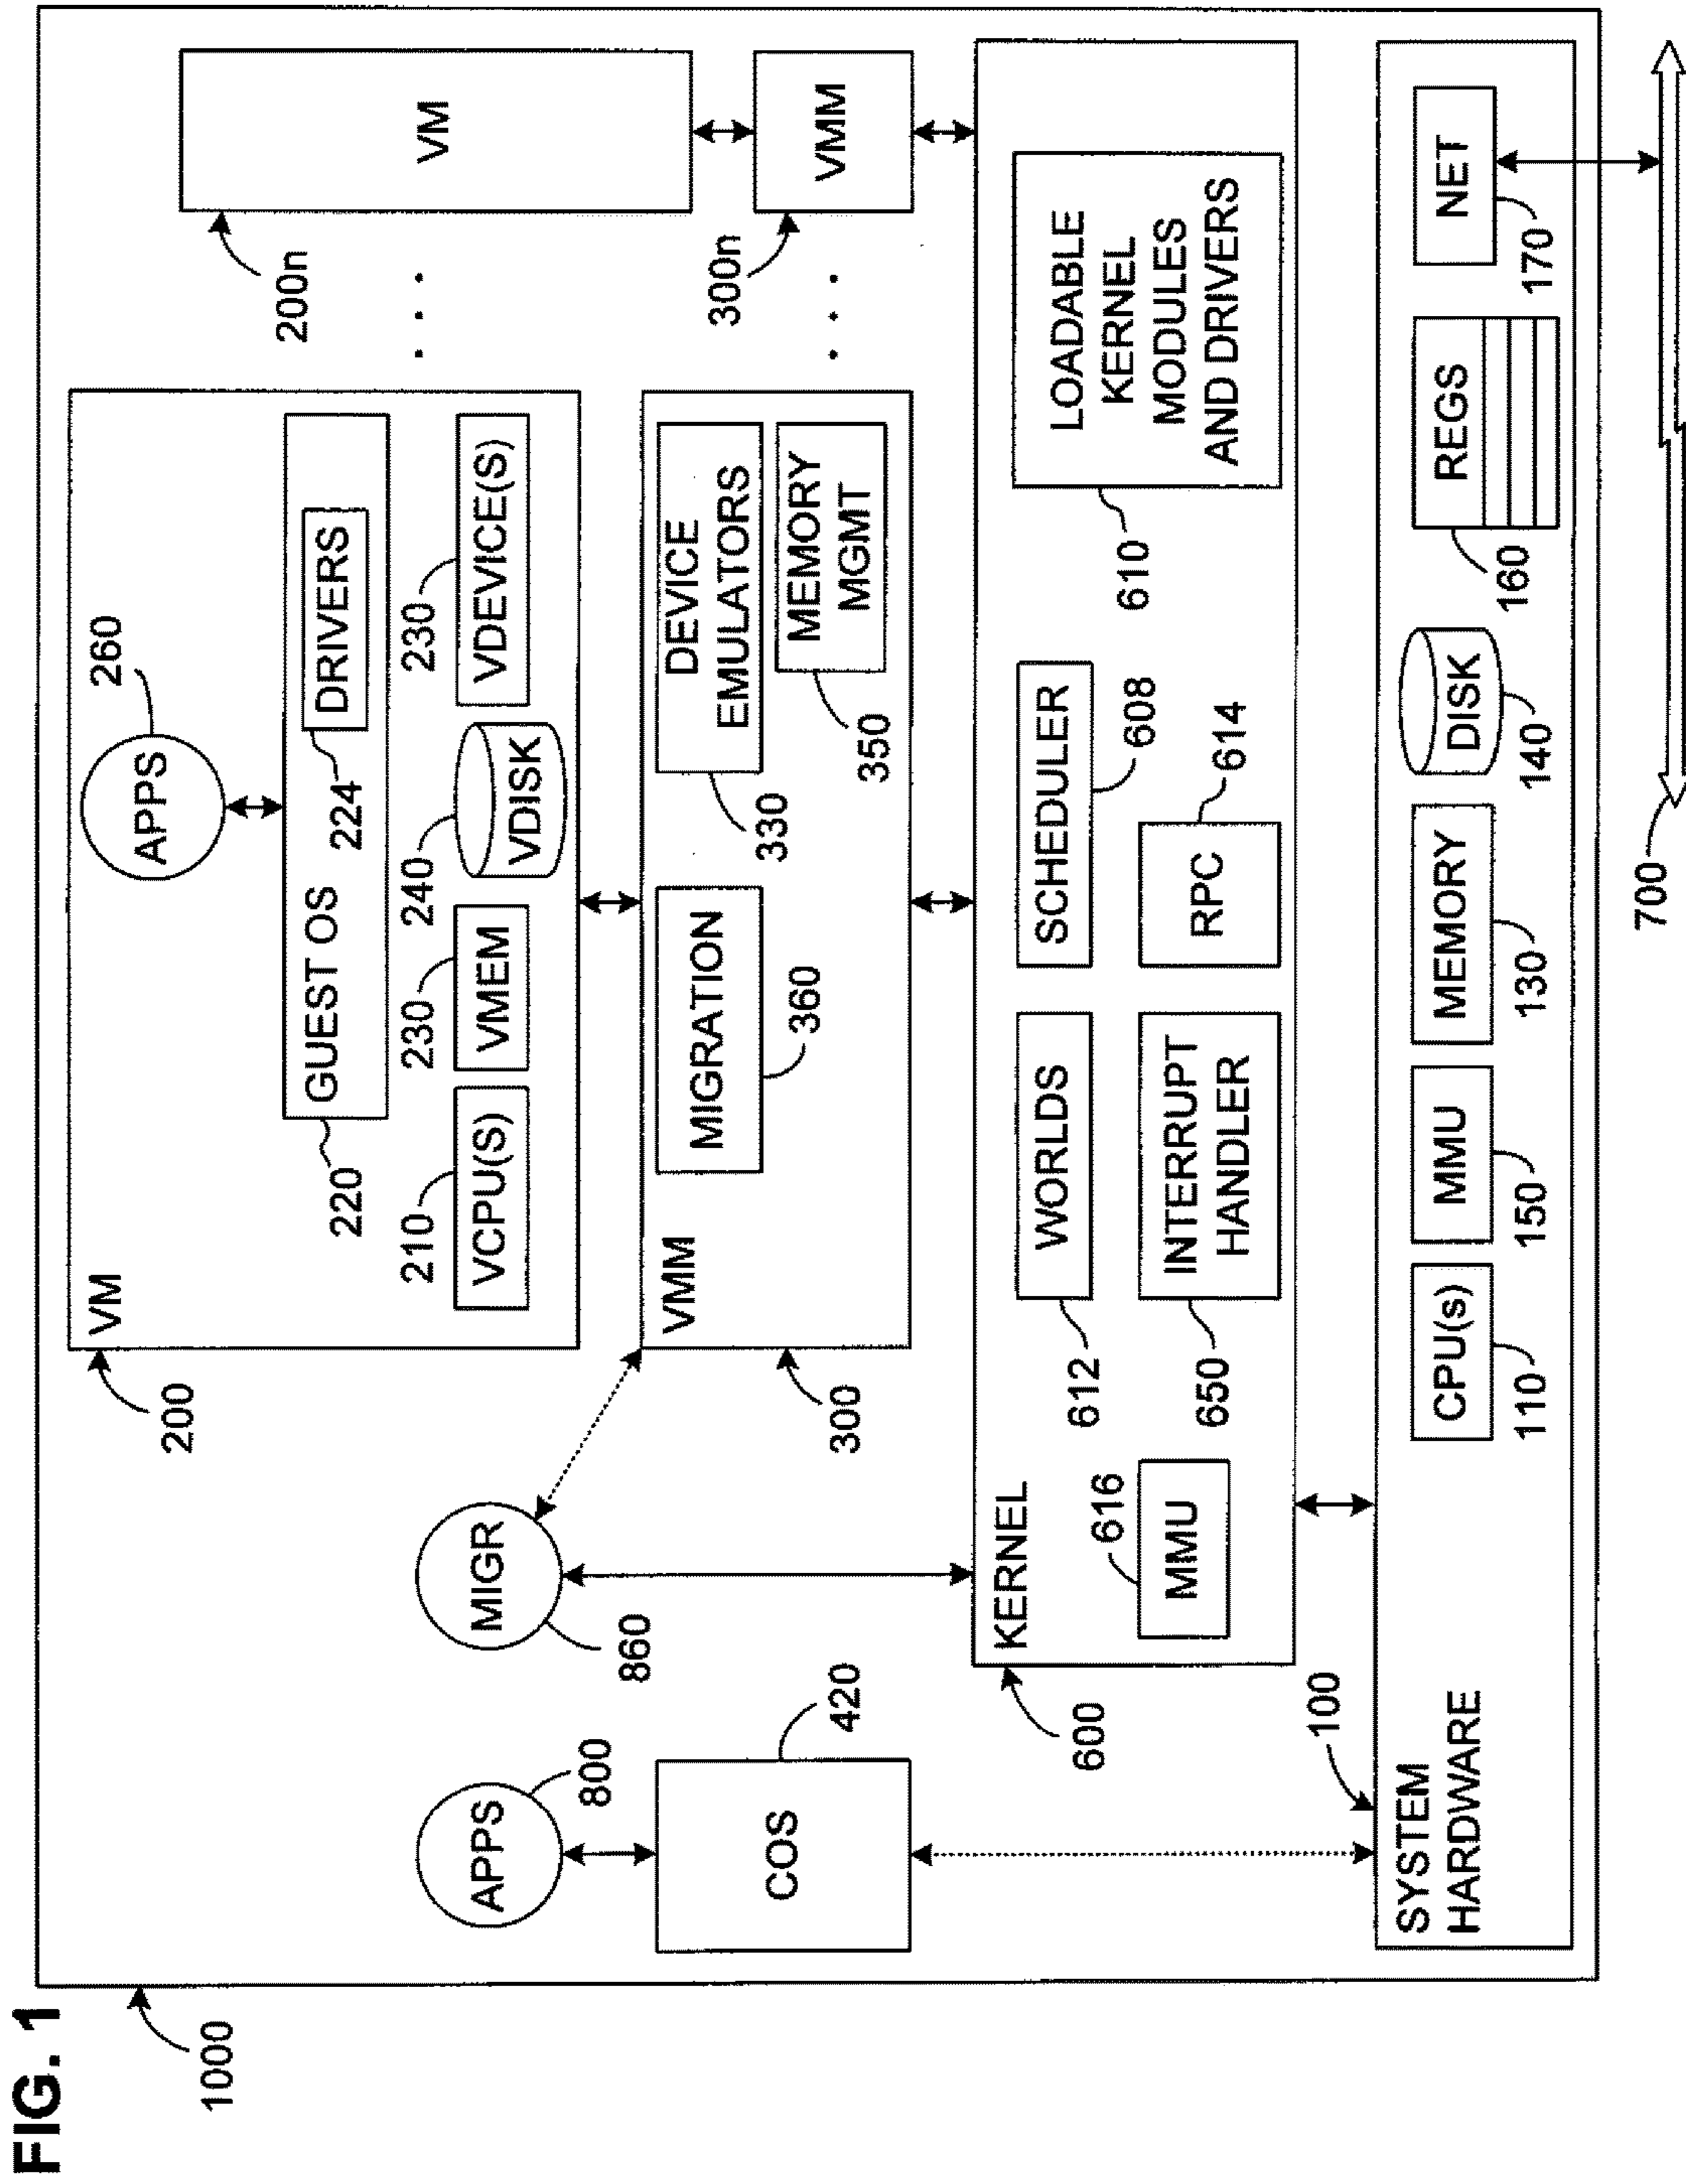 FIG. 1
1000
VM
200
APPS
260
GUEST OS
220
DRIVERS
224
210
230
240
230
VCPU(S)
VMEM
VDISK
VDEVICE(S)
VM
200n
. . .
MIGR
860
APPS
800
VMM
300
MIGRATION
360
DEVICE
EMULATORS
330
MEMORY
MGMT
350
VMM
300n
. . .
COS
420
KERNEL
600
WORLDS
612
SCHEDULER
608
MMU
616
INTERRUPT
HANDLER
650
RPC
614
LOADABLE
KERNEL
MODULES
AND DRIVERS
610
SYSTEM
HARDWARE
100
CPU(s)
110
MMU
150
MEMORY
130
DISK
140
REGS
160
NET
170
700